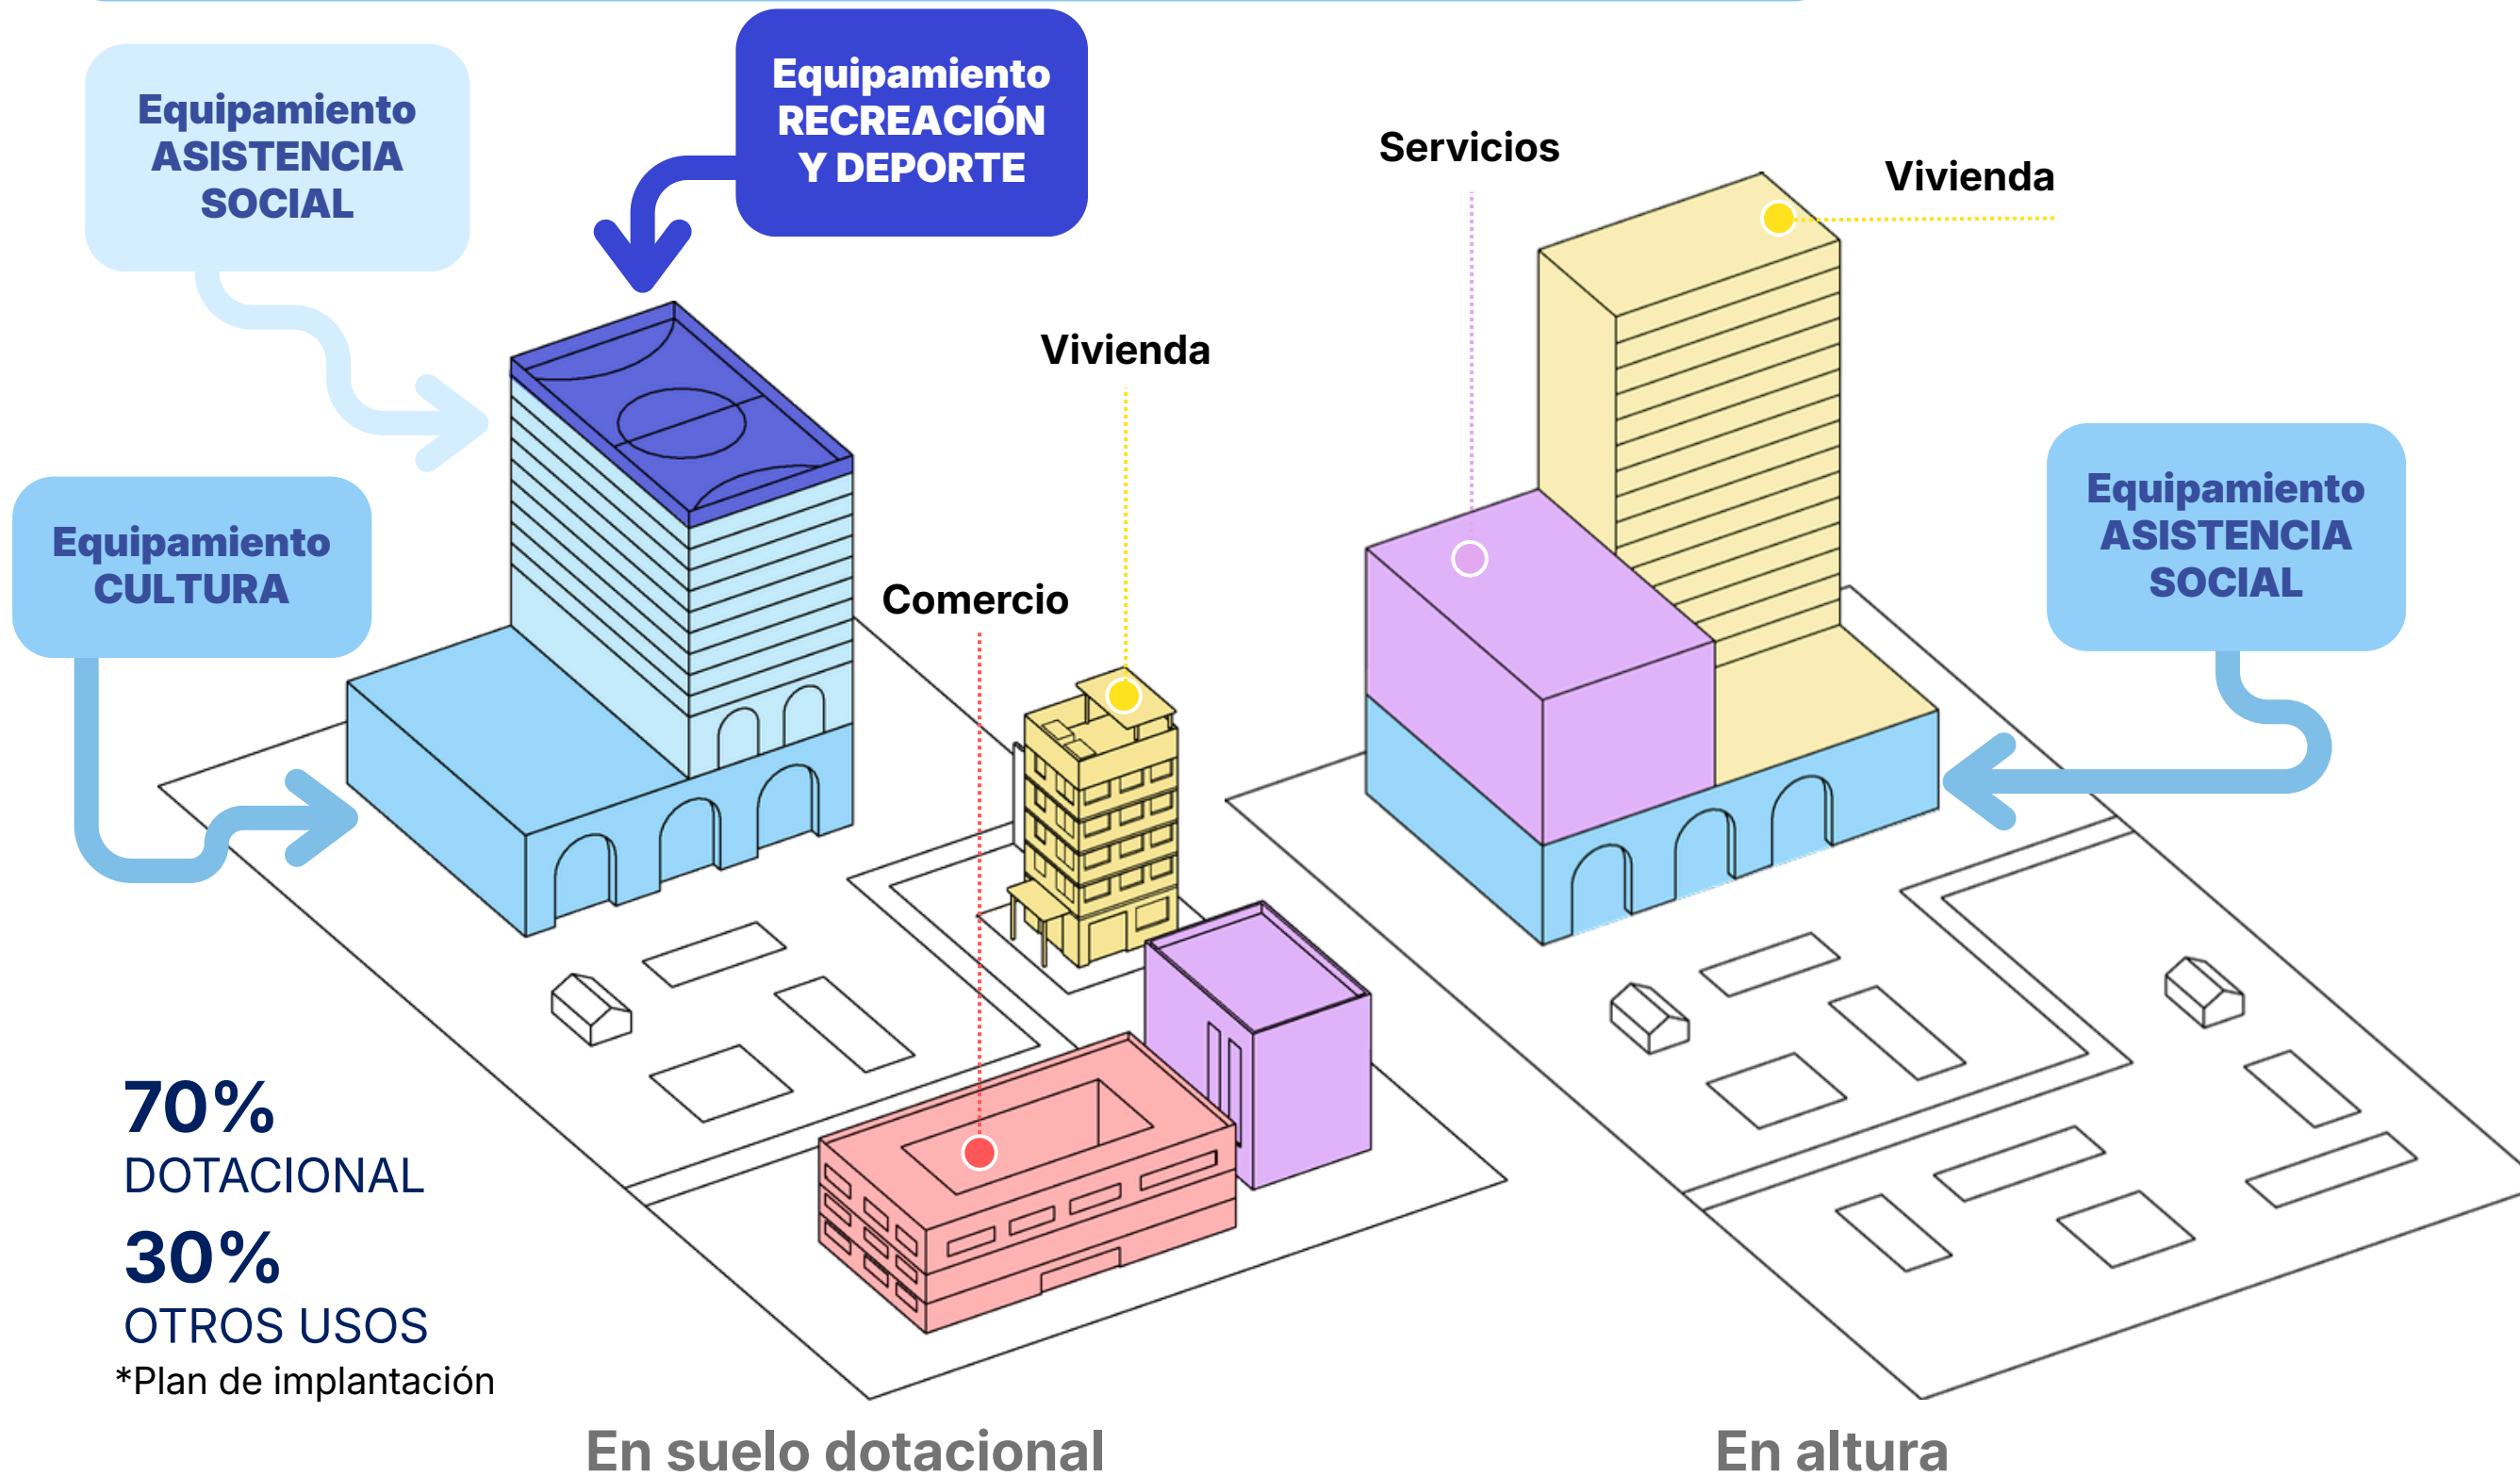 Equipamiento
ASISTENCIA
SOCIAL
Equipamiento
RECREACIÓN
Y DEPORTE
Servicios
Vivienda
Vivienda
Equipamiento
CULTURA
Comercio
Equipamiento
ASISTENCIA
SOCIAL
70%
DOTACIONAL
30%
OTROS USOS
*Plan de implantación
En suelo dotacional
En altura